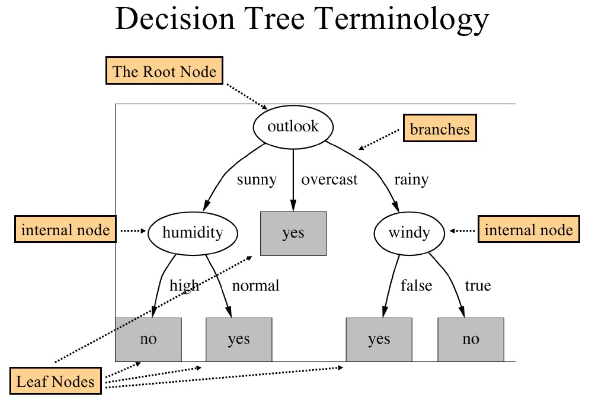 Decision Tree Terminology
The Root Node
outlook
branches
sunny
overcast
rainy
internal node
humidity
yes
windy
internal node
high
normal
false
true
no
yes
yes
no
Leaf Nodes